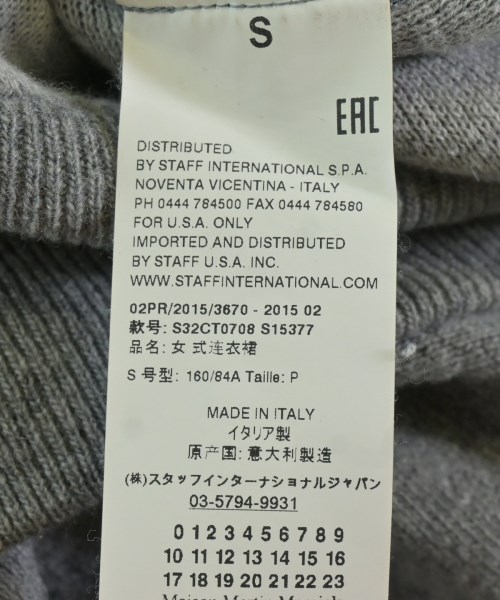 S
EAC
DISTRIBUTED
BY STAFF INTERNATIONAL S.P.A.
NOVENTA VICENTINA - ITALY
PH 0444 784500 FAX 0444 784580
FOR U.S.A. ONLY
IMPORTED AND DISTRIBUTED
BY STAFF U.S.A. INC.
WWW.STAFFINTERNATIONAL.COM
02PR/2015/3670 - 2015 02
款号: S32CT0708 S15377
品名: 女 式连衣裙
S 号型: 160/84A Taille: P
MADE IN ITALY
イタリア製
原产国: 意大利製造
(株)スタッフインターナショナルジャパン
03-5794-9931
0 1 2 3 4 5 6 7 8 9
10 11 12 13 14 15 16
17 18 19 20 21 22 23